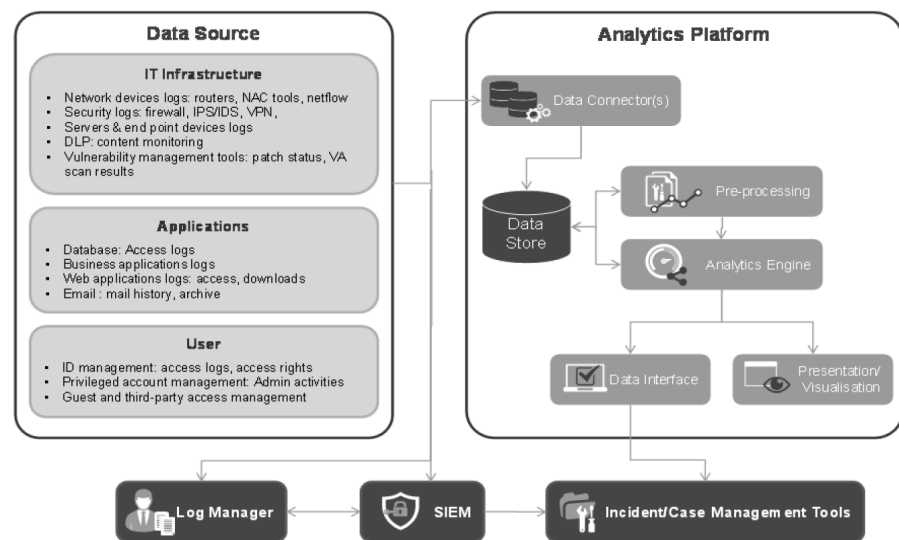 Data Source
IT Infrastructure
• Network devices logs: routers, NAC tools, netflow
• Security logs: firewall, IPS/IDS, VPN,
• Servers & end point devices logs
• DLP: content monitoring
• Vulnerability management tools: patch status, VA
scan results
Applications
• Database: Access logs
• Business applications logs
• Web applications logs: access, downloads
• Email : mail history, archive
User
• ID management: access logs, access rights
• Privileged account management: Admin activities
• Guest and third-party access management
Analytics Platform
Data Connector(s)
Data
Store
Pre-processing
Analytics Engine
Data Interface
Presentation/
Visualisation
Log Manager
SIEM
Incident/Case Management Tools